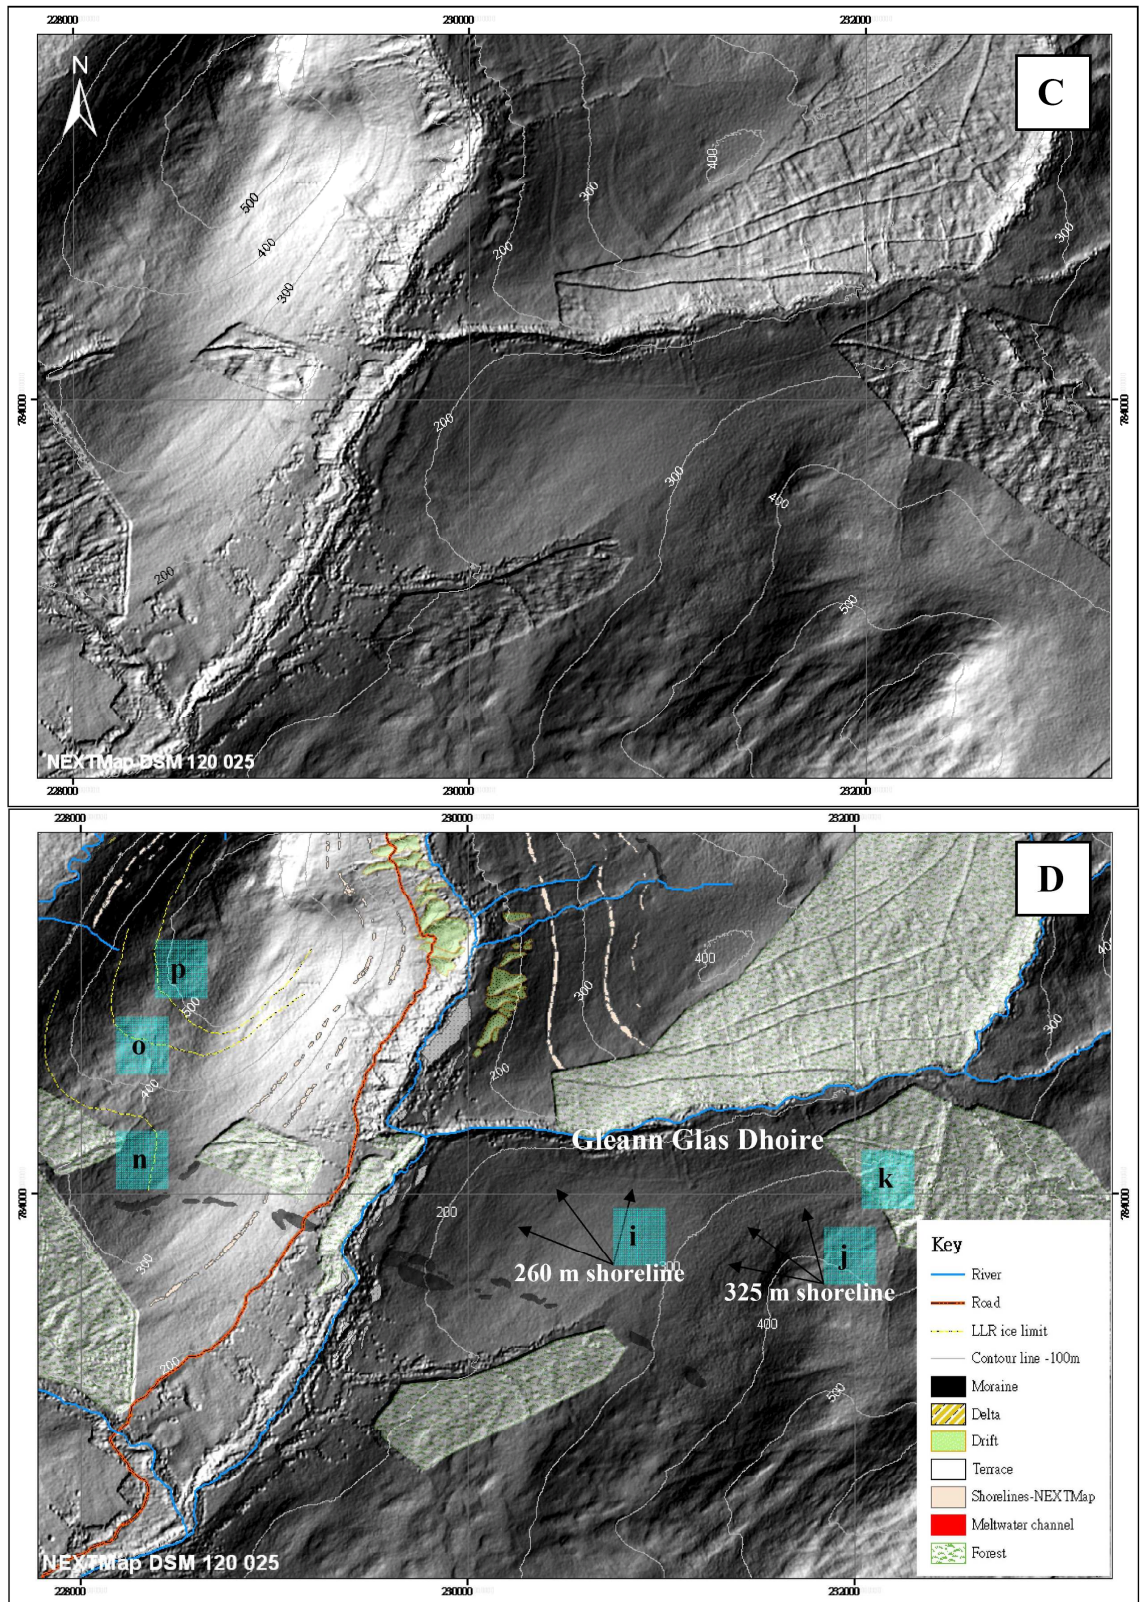 228000 230000 232000
N
C
400
300
500
200
300
400
300
784000 784000
200
300
400
200
500
NEXTMap DSM 120 025
228000 230000 232000
228000 230000 232000
D
p
400
500
300
o
300
200
400
Gleann Glas Dhoire
n
k
784000 784000
200
i
j
300
300
260 m shoreline
325 m shoreline
400
200
500
Key
River
Road
LLR ice limit
Contour line -100m
Moraine
Delta
Drift
Terrace
Shorelines-NEXTMap
Meltwater channel
Forest
NEXTMap DSM 120 025
228000 230000 232000